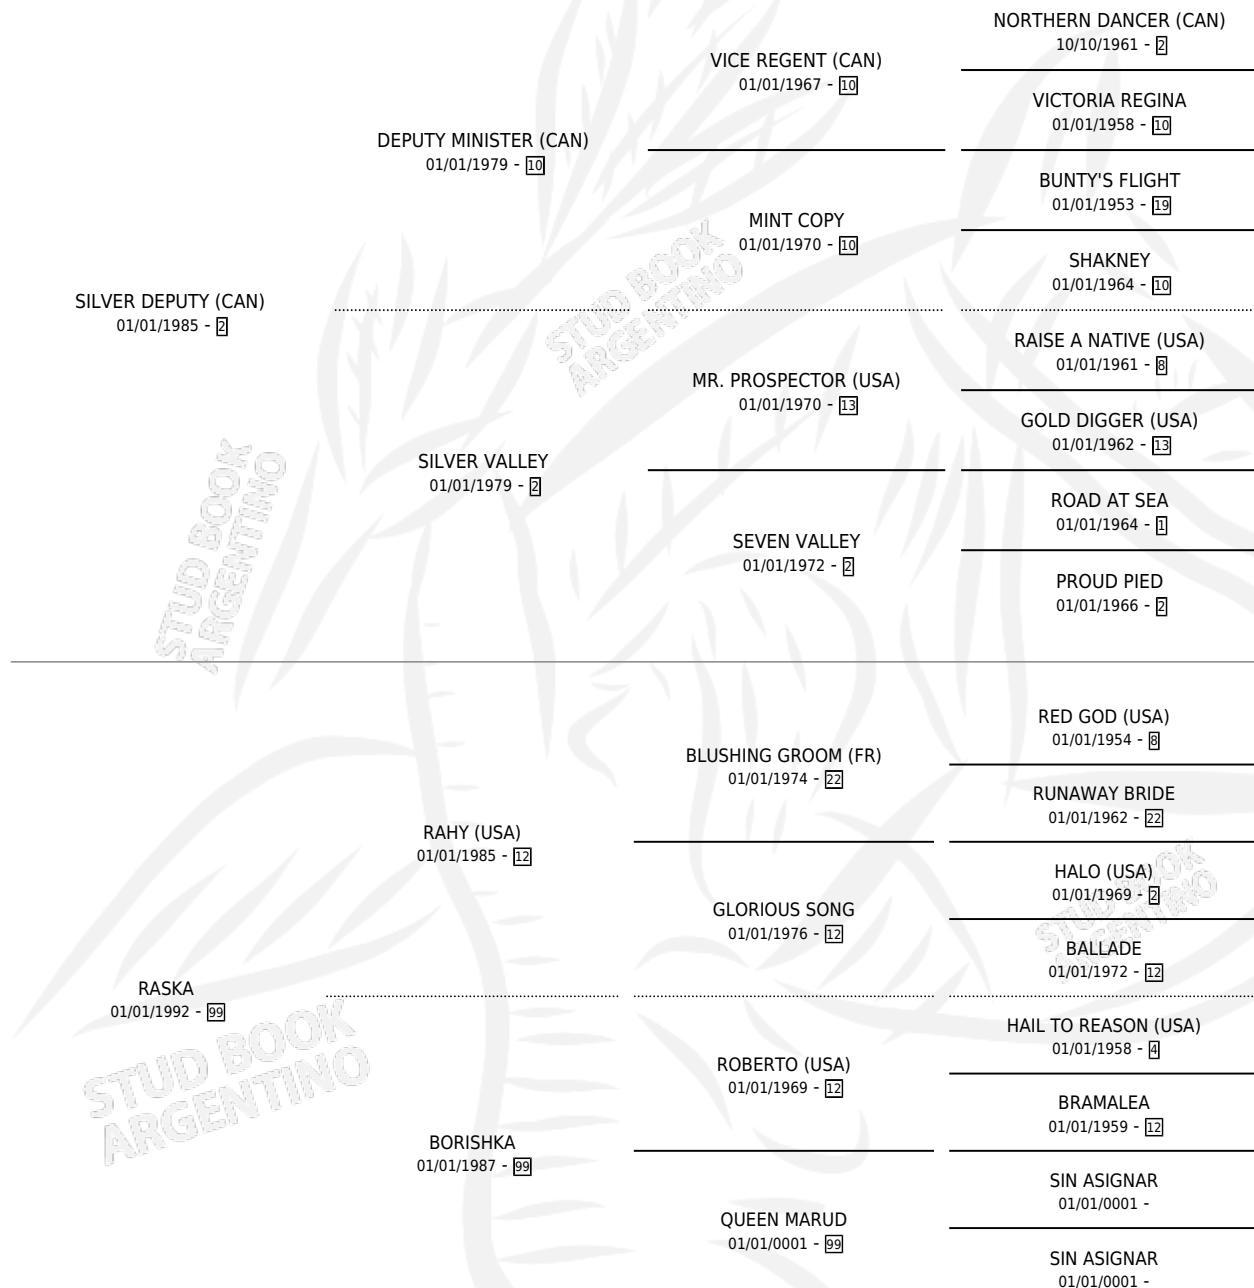 NORTHERN DANCER (CAN)
10/10/1961 - 2
VICE REGENT (CAN)
01/01/1967 - 10
VICTORIA REGINA
01/01/1958 - 10
DEPUTY MINISTER (CAN)
01/01/1979 - 10
BUNTY'S FLIGHT
01/01/1953 - 19
MINT COPY
01/01/1970 - 10
SHAKNEY
01/01/1964 - 10
SILVER DEPUTY (CAN)
01/01/1985 - 2
RAISE A NATIVE (USA)
01/01/1961 - 8
MR. PROSPECTOR (USA)
01/01/1970 - 13
GOLD DIGGER (USA)
01/01/1962 - 13
SILVER VALLEY
01/01/1979 - 2
ROAD AT SEA
01/01/1964 - 1
SEVEN VALLEY
01/01/1972 - 2
PROUD PIED
01/01/1966 - 2
RED GOD (USA)
01/01/1954 - 8
BLUSHING GROOM (FR)
01/01/1974 - 22
RUNAWAY BRIDE
01/01/1962 - 22
RAHY (USA)
01/01/1985 - 12
HALO (USA)
01/01/1969 - 2
GLORIOUS SONG
01/01/1976 - 12
BALLADE
01/01/1972 - 12
RASKA
01/01/1992 - 99
HAIL TO REASON (USA)
01/01/1958 - 4
ROBERTO (USA)
01/01/1969 - 12
BRAMALEA
01/01/1959 - 12
BORISHKA
01/01/1987 - 99
SIN ASIGNAR
01/01/0001 -
QUEEN MARUD
01/01/0001 - 99
SIN ASIGNAR
01/01/0001 -
STUD BOOK
ARGENTINO
STUD BOOK
ARGENTINO
STUD BOOK
ARGENTINO
STUD BOOK
ARGENTINO